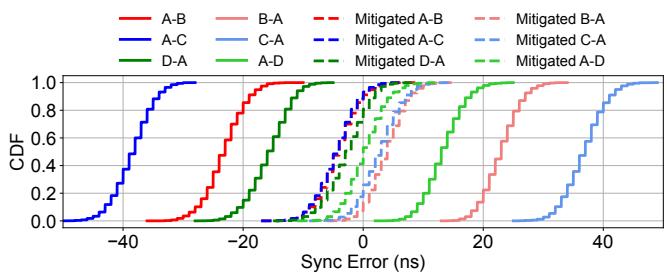 A-B B-A Mitigated A-B Mitigated B-A
A-C C-A Mitigated A-C Mitigated C-A
D-A A-D Mitigated D-A Mitigated A-D
1.0
0.8
0.6
0.4
0.2
0.0
CDF
−40 −20 0 20 40
Sync Error (ns)